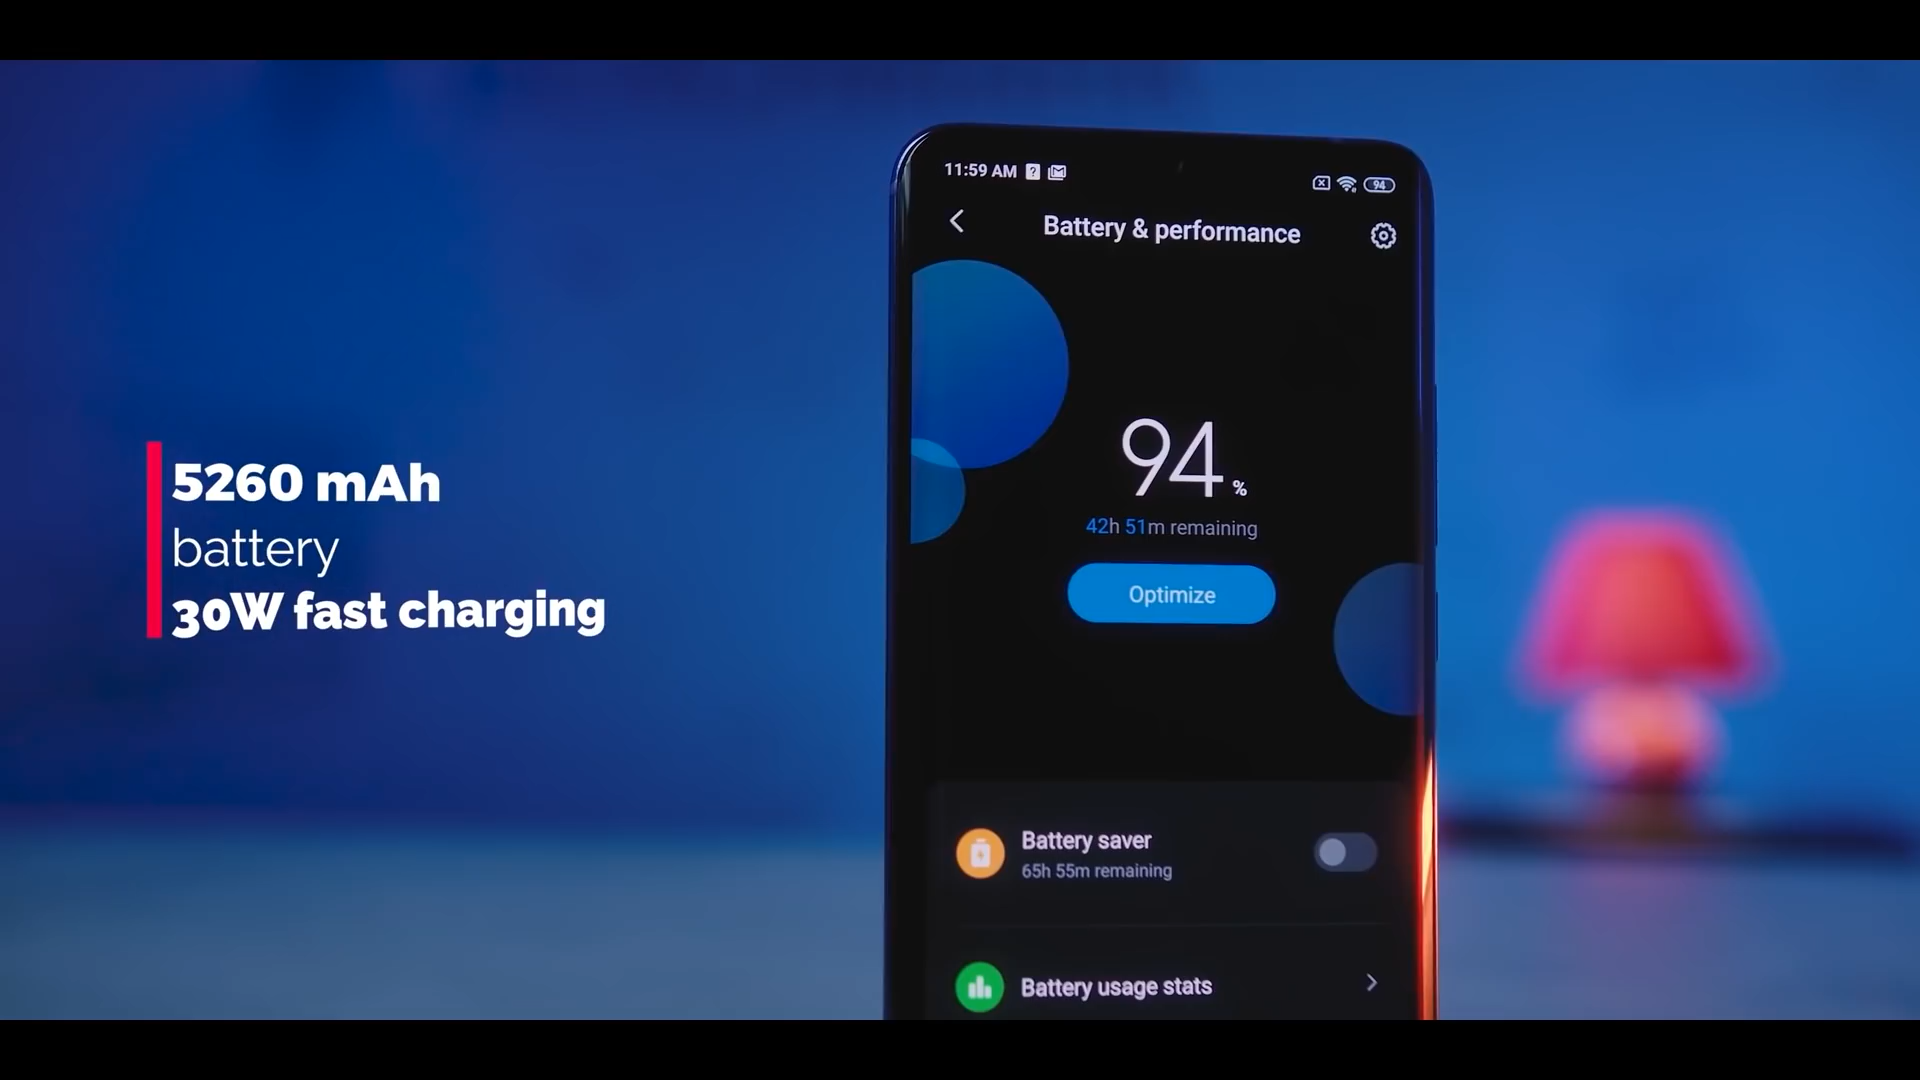 11:59 AM
94
Battery & performance
94%
42h 51m remaining
Optimize
5260 mAh
battery
30W fast charging
Battery saver
65h 55m remaining
Battery usage stats